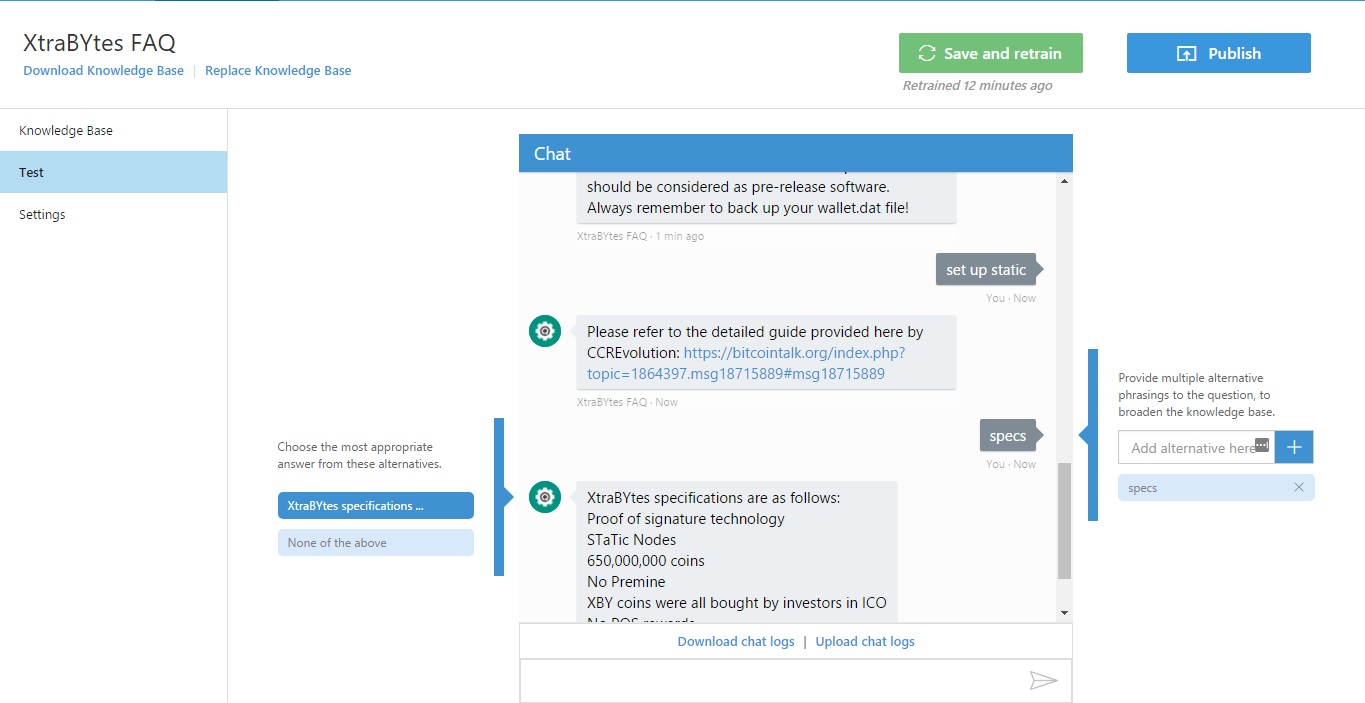 XtraBYtes FAQ
Download Knowledge Base | Replace Knowledge Base
Save and retrain
Publish
Retrained 12 minutes ago
Knowledge Base
Test
Settings
Chat
should be considered as pre-release software.
Always remember to back up your wallet.dat file!
XtraBYtes FAQ · 1 min ago
set up static
You · Now
Please refer to the detailed guide provided here by
CCREvolution: https://bitcointalk.org/index.php?
topic=1864397.msg18715889#msg18715889
XtraBYtes FAQ · Now
specs
You · Now
Choose the most appropriate
answer from these alternatives.
XtraBYtes specifications ...
None of the above
XtraBYtes specifications are as follows:
Proof of signature technology
STaTic Nodes
650,000,000 coins
No Premine
XBY coins were all bought by investors in ICO
No POS rewards
Provide multiple alternative
phrasings to the question, to
broaden the knowledge base.
Add alternative here
specs
Download chat logs | Upload chat logs